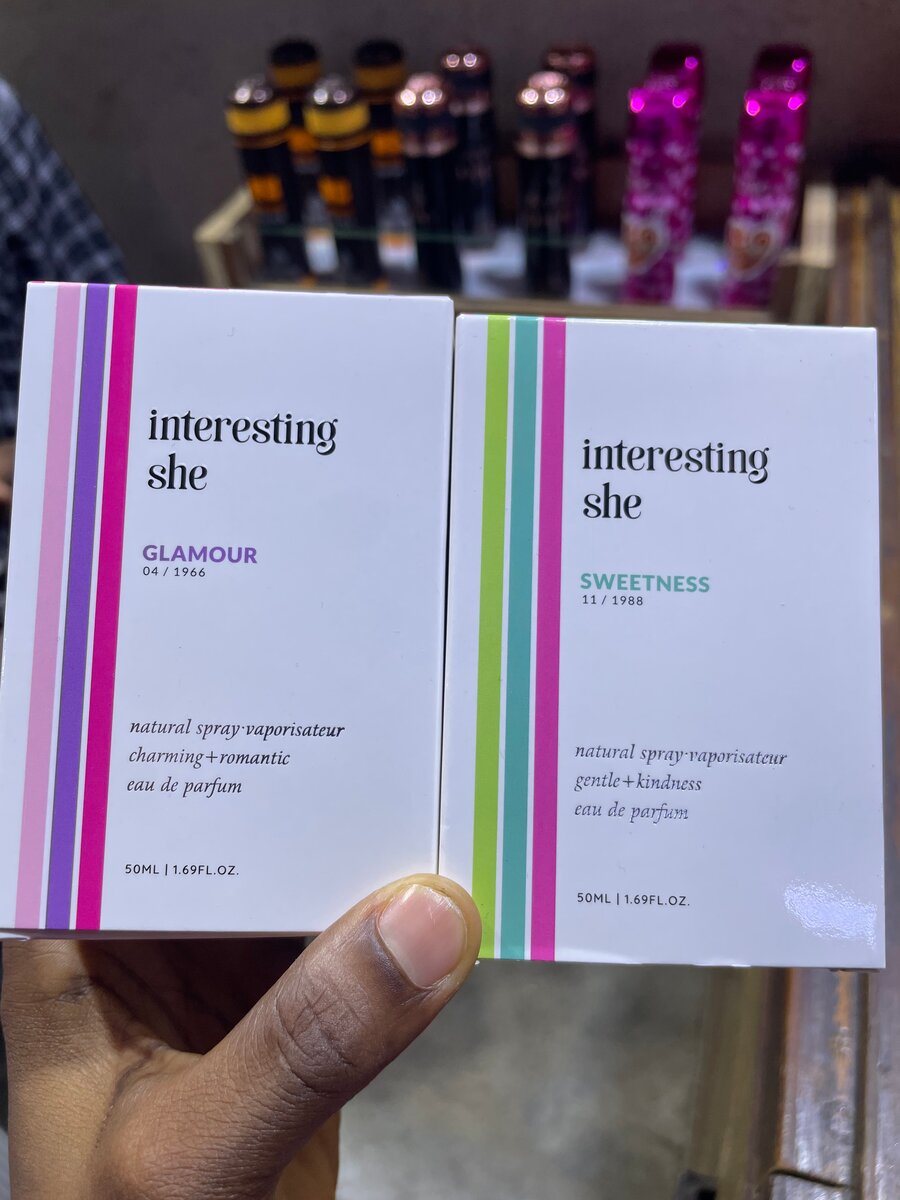 interesting
she
GLAMOUR
04 / 1966
natural spray·vaporisateur
charming+romantic
eau de parfum
50ML | 1.69FL.OZ.
interesting
she
SWEETNESS
11 / 1988
natural spray·vaporisateur
gentle+kindness
eau de parfum
50ML | 1.69FL.OZ.